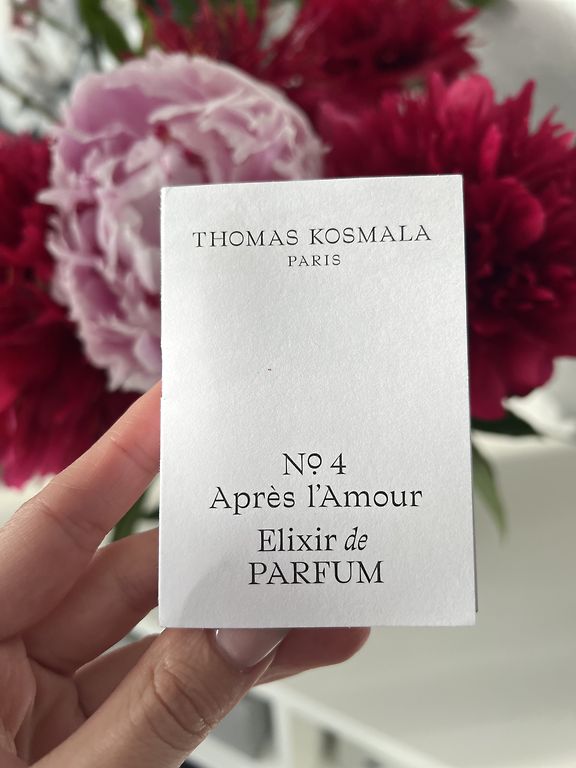 THOMAS KOSMALA
PARIS
Nº 4
Après l'Amour
Elixir de
PARFUM